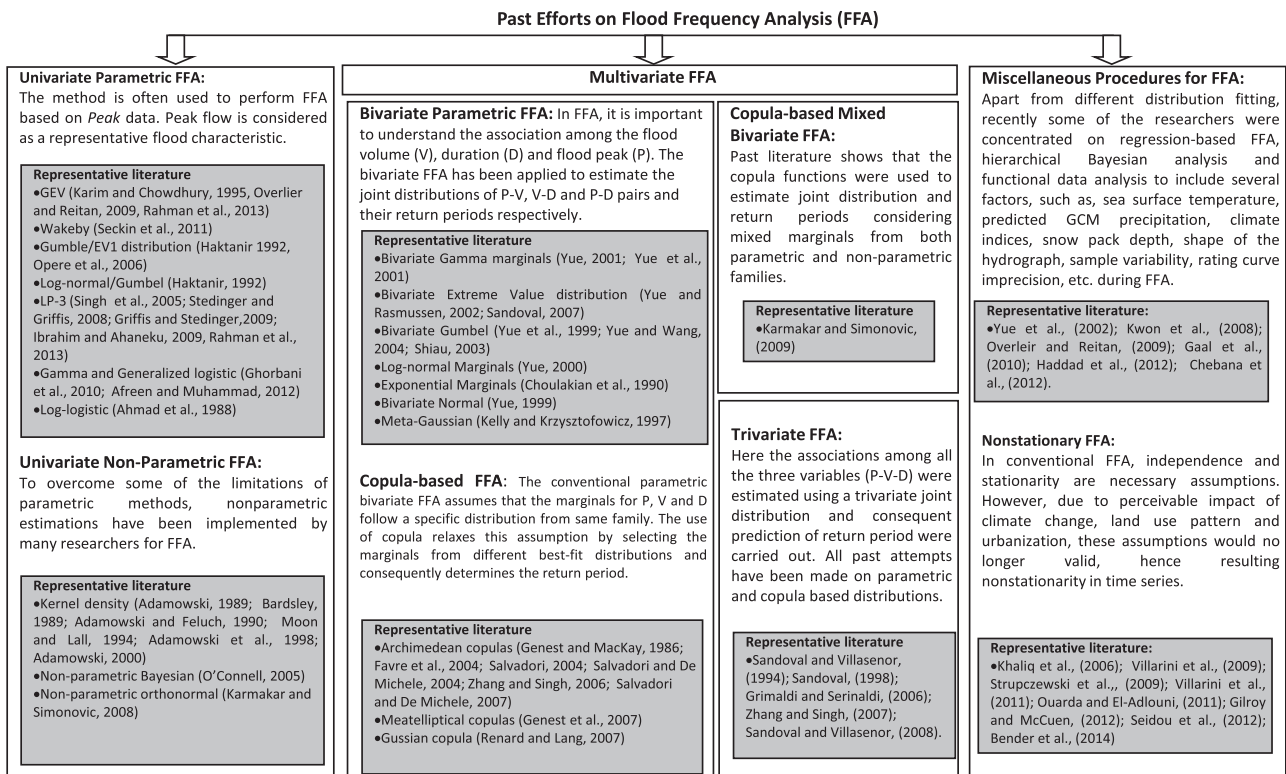 Past Efforts on Flood Frequency Analysis (FFA)
Univariate Parametric FFA:
The method is often used to perform FFA
based on Peak data. Peak flow is considered
as a representative flood characteristic.
Representative literature
•GEV (Karim and Chowdhury, 1995, Overlier
and Reitan, 2009, Rahman et al., 2013)
•Wakeby (Seckin et al., 2011)
•Gumble/EV1 distribution (Haktanir 1992,
Opere et al., 2006)
•Log-normal/Gumbel (Haktanir, 1992)
•LP-3 (Singh et al., 2005; Stedinger and
Griffis, 2008; Griffis and Stedinger,2009;
Ibrahim and Ahaneku, 2009, Rahman et al.,
2013)
•Gamma and Generalized logistic (Ghorbani
et al., 2010; Afreen and Muhammad, 2012)
•Log-logistic (Ahmad et al., 1988)
Univariate Non-Parametric FFA:
To overcome some of the limitations of
parametric methods, nonparametric
estimations have been implemented by
many researchers for FFA.
Representative literature
•Kernel density (Adamowski, 1989; Bardsley,
1989; Adamowski and Feluch, 1990; Moon
and Lall, 1994; Adamowski et al., 1998;
Adamowski, 2000)
•Non-parametric Bayesian (O’Connell, 2005)
•Non-parametric orthonormal (Karmakar and
Simonovic, 2008)
Multivariate FFA
Bivariate Parametric FFA: In FFA, it is important
to understand the association among the flood
volume (V), duration (D) and flood peak (P). The
bivariate FFA has been applied to estimate the
joint distributions of P-V, V-D and P-D pairs and
their return periods respectively.
Representative literature
•Bivariate Gamma marginals (Yue, 2001; Yue et al.,
2001)
•Bivariate Extreme Value distribution (Yue and
Rasmussen, 2002; Sandoval, 2007)
•Bivariate Gumbel (Yue et al., 1999; Yue and Wang,
2004; Shiau, 2003)
•Log-normal Marginals (Yue, 2000)
•Exponential Marginals (Choulakian et al., 1990)
•Bivariate Normal (Yue, 1999)
•Meta-Gaussian (Kelly and Krzysztofowicz, 1997)
Copula-based FFA: The conventional parametric
bivariate FFA assumes that the marginals for P, V and D
follow a specific distribution from same family. The use
of copula relaxes this assumption by selecting the
marginals from different best-fit distributions and
consequently determines the return period.
Representative literature
•Archimedean copulas (Genest and MacKay, 1986;
Favre et al., 2004; Salvadori, 2004; Salvadori and De
Michele, 2004; Zhang and Singh, 2006; Salvadori
and De Michele, 2007)
•Meatelliptical copulas (Genest et al., 2007)
•Gussian copula (Renard and Lang, 2007)
Copula-based Mixed
Bivariate FFA:
Past literature shows that the
copula functions were used to
estimate joint distribution and
return periods considering
mixed marginals from both
parametric and non-parametric
families.
Representative literature
•Karmakar and Simonovic,
(2009)
Trivariate FFA:
Here the associations among all
the three variables (P-V-D) were
estimated using a trivariate joint
distribution and consequent
prediction of return period were
carried out. All past attempts
have been made on parametric
and copula based distributions.
Representative literature
•Sandoval and Villasenor,
(1994); Sandoval, (1998);
Grimaldi and Serinaldi, (2006);
Zhang and Singh, (2007);
Sandoval and Villasenor, (2008).
Miscellaneous Procedures for FFA:
Apart from different distribution fitting,
recently some of the researchers were
concentrated on regression-based FFA,
hierarchical Bayesian analysis and
functional data analysis to include several
factors, such as, sea surface temperature,
predicted GCM precipitation, climate
indices, snow pack depth, shape of the
hydrograph, sample variability, rating curve
imprecision, etc. during FFA.
Representative literature:
•Yue et al., (2002); Kwon et al., (2008);
Overleir and Reitan, (2009); Gaal et al.,
(2010); Haddad et al., (2012); Chebana et
al., (2012).
Nonstationary FFA:
In conventional FFA, independence and
stationarity are necessary assumptions.
However, due to perceivable impact of
climate change, land use pattern and
urbanization, these assumptions would no
longer valid, hence resulting
nonstationarity in time series.
Representative literature:
•Khaliq et al., (2006); Villarini et al., (2009);
Strupczewski et al.,, (2009); Villarini et al.,
(2011); Ouarda and El-Adlouni, (2011); Gilroy
and McCuen, (2012); Seidou et al., (2012);
Bender et al., (2014)